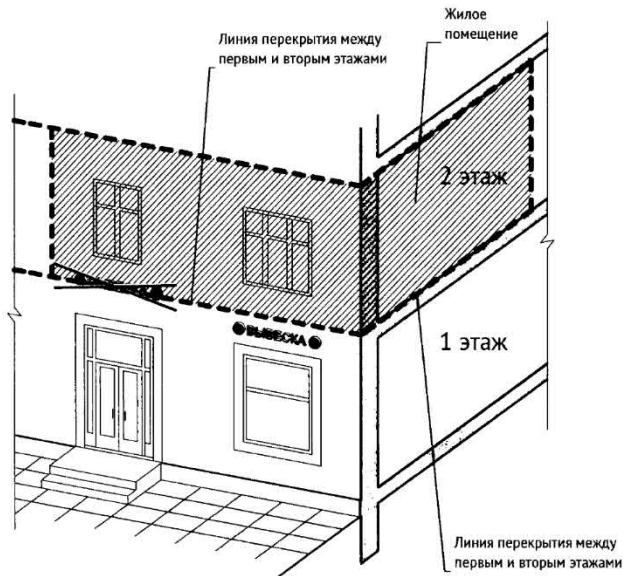 Жилое
помещение
Линия перекрытия между
первым и вторым этажами
2 этаж
ВЫВЕСКА
1 этаж
Линия перекрытия между
первым и вторым этажами